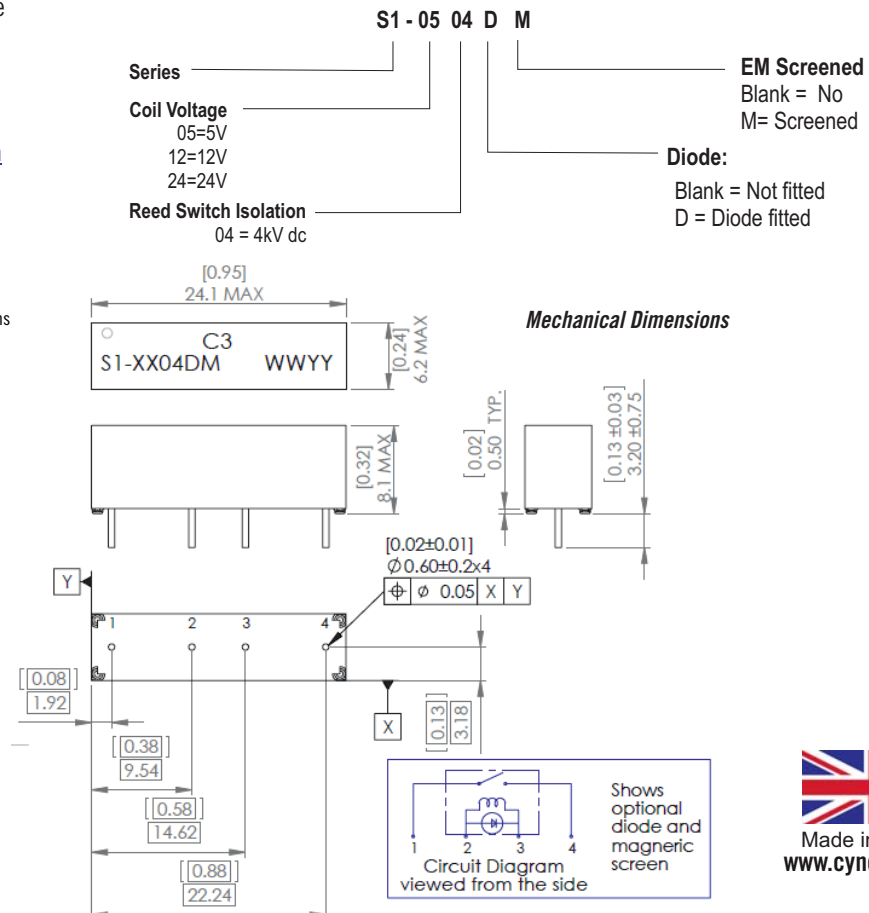 S1 - 05 04 D M
Series
Coil Voltage
05=5V
12=12V
24=24V
Reed Switch Isolation
04 = 4kV dc
EM Screened
Blank = No
M= Screened
Diode:
Blank = Not fitted
D = Diode fitted
[0.95]
24.1 MAX
Mechanical Dimensions
C3
S1-XX04DM WWYY
[0.24]
6.2 MAX
[0.32]
8.1 MAX
[0.02]
0.50 TYP.
[0.13 ±0.03]
3.20 ±0.75
[0.02±0.01]
Ø0.60±0.2x4
⌖ Ø 0.05 X Y
Y
1 2 3 4
X
[0.08]
1.92
[0.38]
9.54
[0.58]
14.62
[0.88]
22.24
[0.13]
3.18
1 2 3 4
Circuit Diagram
viewed from the side
Shows
optional
diode and
magneric
screen
Made i
www.cyn